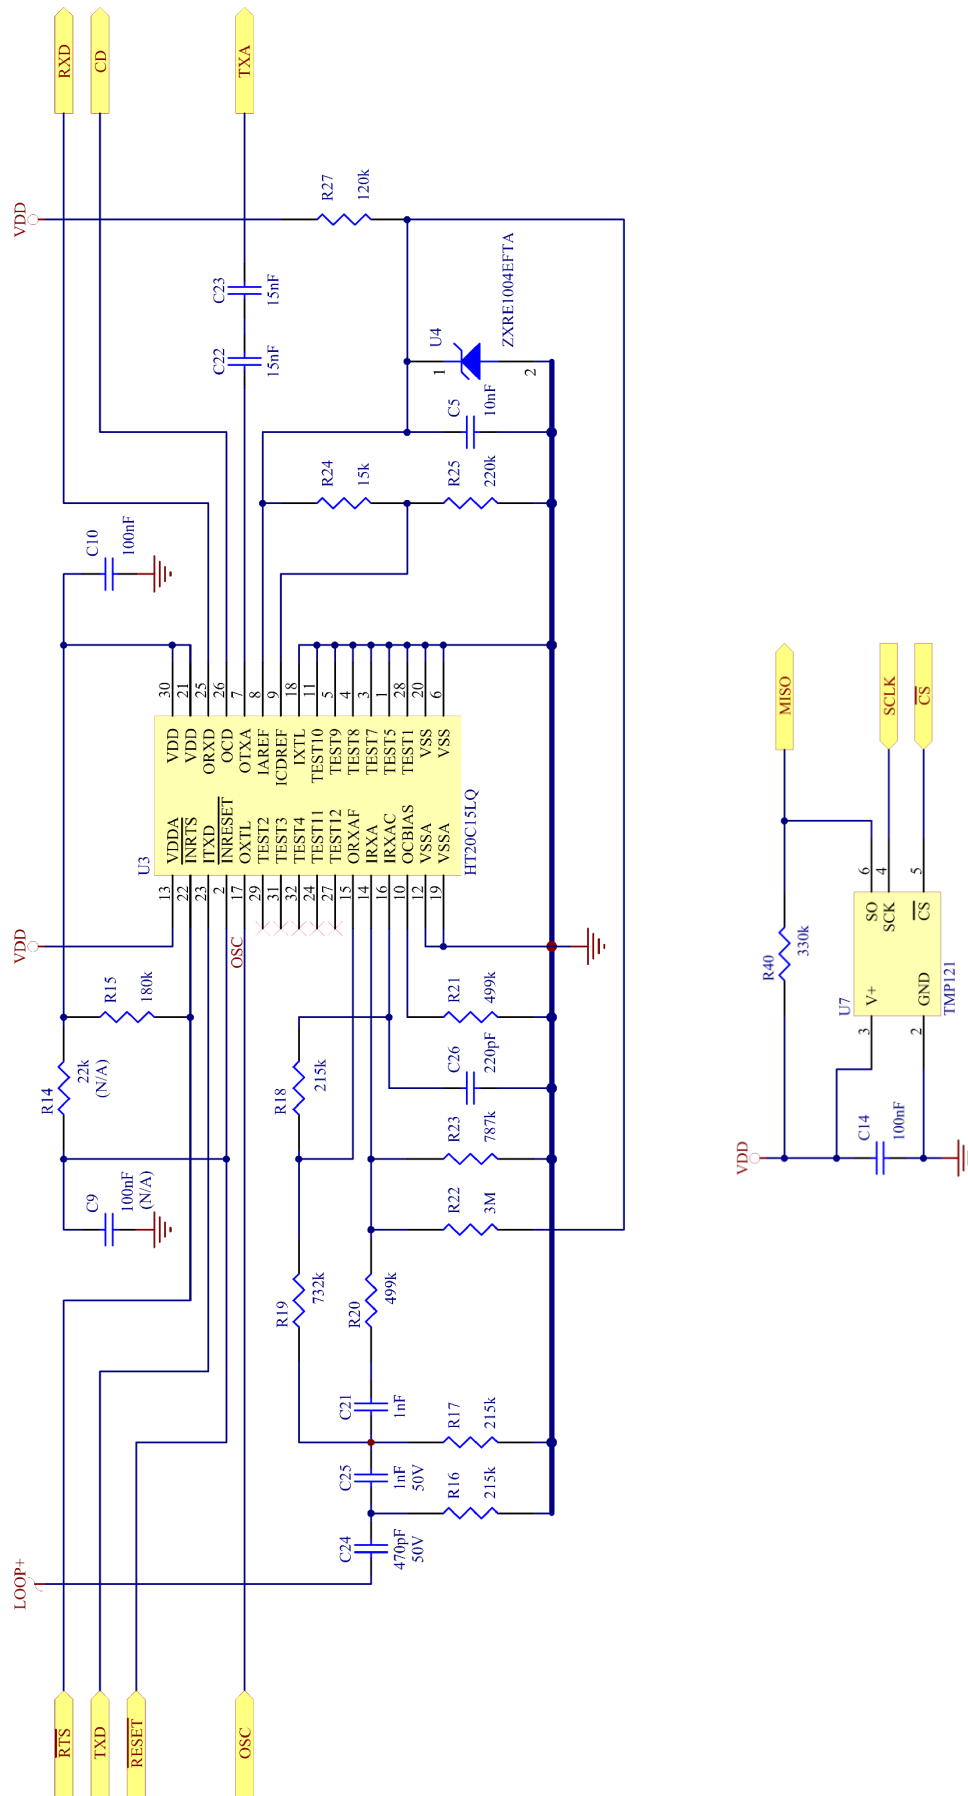 RXD
CD
TXA
VDD
R27
120k
C23
15nF
C22
15nF
U4
ZXRE1004EFTA
1
2
C5
10nF
R24
15k
R25
220k
C10
100nF
30
21
25
26
7
8
9
18
11
5
4
3
1
28
20
6
VDD
VDD
ORXD
OCD
OTXA
IAREF
ICDREF
IXTL
TEST10
TEST9
TEST8
TEST7
TEST5
TEST1
VSS
VSS
U3
VDDA
INRTS
ITXD
INRESET
OXTL
TEST2
TEST3
TEST4
TEST11
TEST12
ORXAF
IRXA
IRXAC
OCBIAS
VSSA
VSSA
HT20C15LQ
13
22
23
2
17
29
31
32
24
27
15
14
16
10
12
19
VDD
OSC
R15
180k
R14
22k
(N/A)
R21
499k
R18
215k
C26
220pF
R23
787k
R22
3M
C9
100nF
(N/A)
R19
732k
R20
499k
C21
1nF
R17
215k
C25
1nF
50V
R16
215k
C24
470pF
50V
LOOP+
RTS
TXD
RESET
OSC
MISO
SCLK
CS
6
4
5
SO
SCK
CS
R40
330k
U7
V+
GND
TMP121
3
2
VDD
C14
100nF